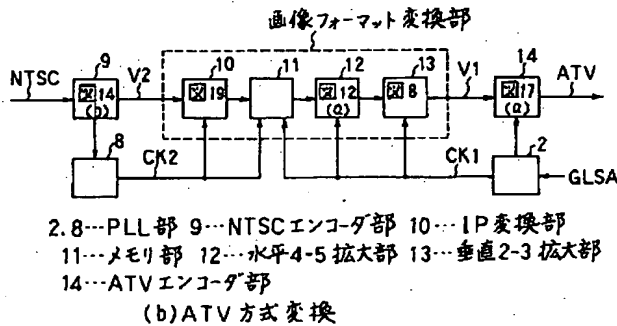 画像フォーマット変換部
9 10 11 12 13 14
NTSC V2 V1 ATV
図14(b) 図19 図12(a) 図8 図17(a)
8 CK2 CK1 2
GLSA
2.8…PLL部 9…NTSCエンコーダ部 10…IP変換部
11…メモリ部 12…水平4-5拡大部 13…垂直2-3拡大部
14…ATVエンコーダ部
(b)ATV方式変換